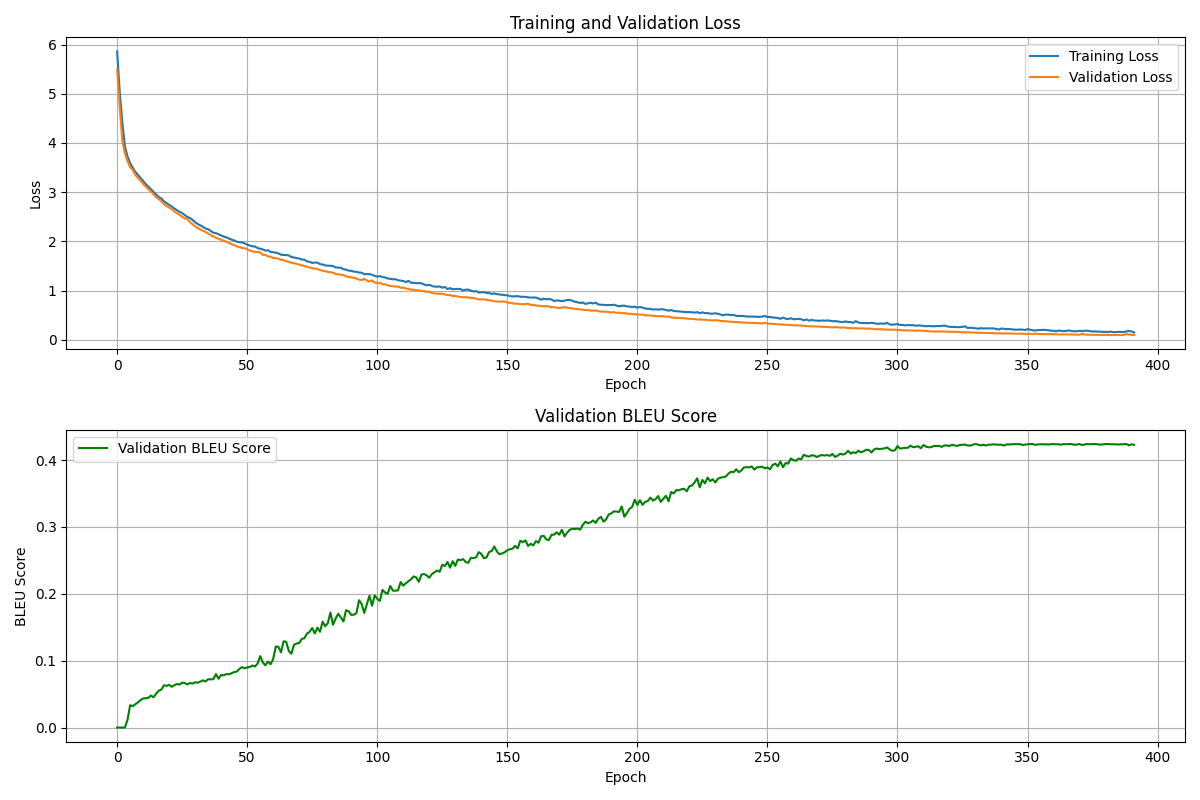 Training and Validation Loss
6
5
4
3
2
1
0
Loss
Training Loss
Validation Loss
0 50 100 150 200 250 300 350 400
Epoch
Validation BLEU Score
0.4
0.3
0.2
0.1
0.0
BLEU Score
Validation BLEU Score
0 50 100 150 200 250 300 350 400
Epoch